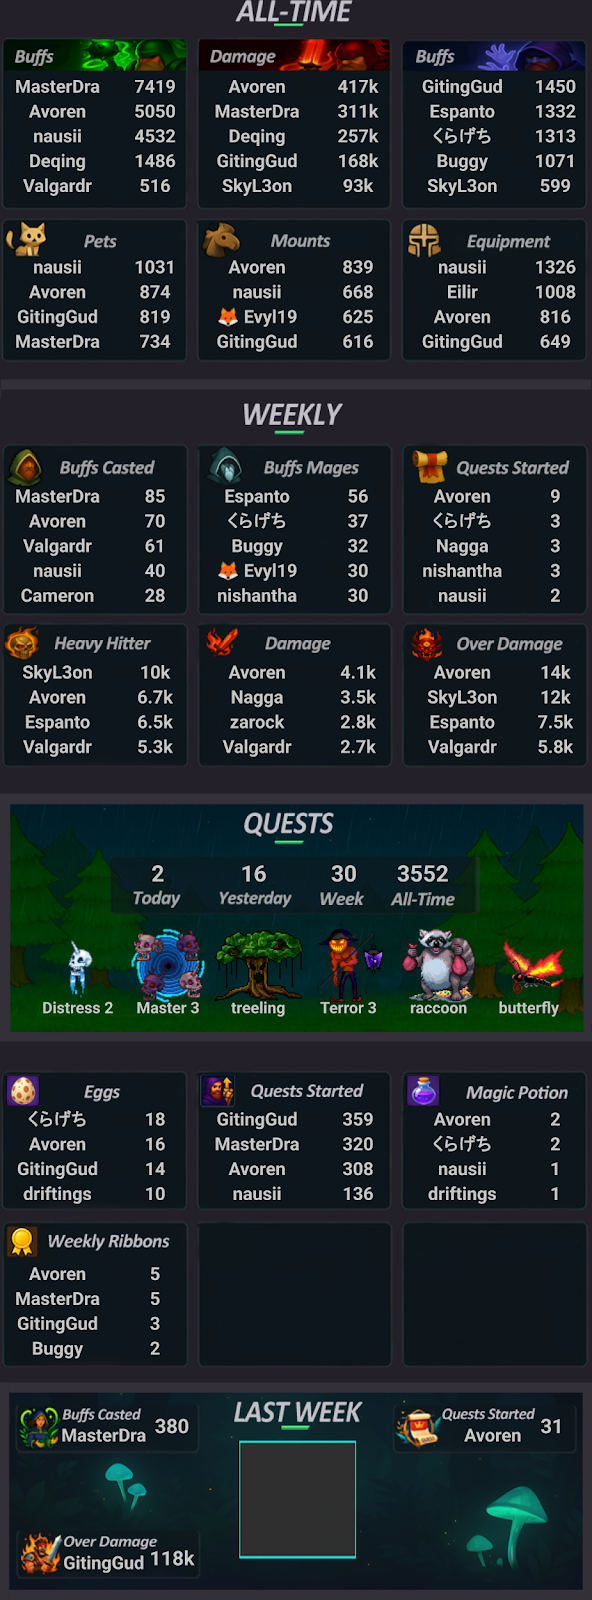 ALL-TIME
Buffs
MasterDra 7419
Avoren 5050
nausii 4532
Deqing 1486
Valgardr 516
Damage
Avoren 417k
MasterDra 311k
Deqing 257k
GitingGud 168k
SkyL3on 93k
Buffs
GitingGud 1450
Espanto 1332
くらげち 1313
Buggy 1071
SkyL3on 599
Pets
nausii 1031
Avoren 874
GitingGud 819
MasterDra 734
Mounts
Avoren 839
nausii 668
🦊 Evyl19 625
GitingGud 616
Equipment
nausii 1326
Eilir 1008
Avoren 816
GitingGud 649
WEEKLY
Buffs Casted
MasterDra 85
Avoren 70
Valgardr 61
nausii 40
Cameron 28
Buffs Mages
Espanto 56
くらげち 37
Buggy 32
🦊 Evyl19 30
nishantha 30
Quests Started
Avoren 9
くらげち 3
Nagga 3
nishantha 3
nausii 2
Heavy Hitter
SkyL3on 10k
Avoren 6.7k
Espanto 6.5k
Valgardr 5.3k
Damage
Avoren 4.1k
Nagga 3.5k
zarock 2.8k
Valgardr 2.7k
Over Damage
Avoren 14k
SkyL3on 12k
Espanto 7.5k
Valgardr 5.8k
QUESTS
2 16 30 3552
Today Yesterday Week All-Time
Distress 2 Master 3 treeling Terror 3 raccoon butterfly
Eggs
くらげち 18
Avoren 16
GitingGud 14
driftings 10
Quests Started
GitingGud 359
MasterDra 320
Avoren 308
nausii 136
Magic Potion
Avoren 2
くらげち 2
nausii 1
driftings 1
Weekly Ribbons
Avoren 5
MasterDra 5
GitingGud 3
Buggy 2
LAST WEEK
Buffs Casted
MasterDra 380
Quests Started
Avoren 31
Over Damage
GitingGud 118k